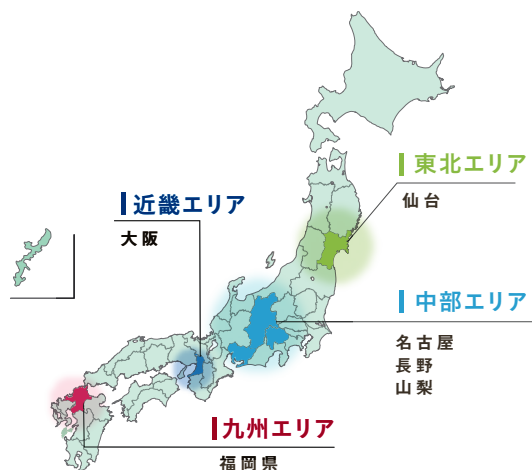 東北エリア
仙台
近畿エリア
大阪
中部エリア
名古屋
長野
山梨
九州エリア
福岡県